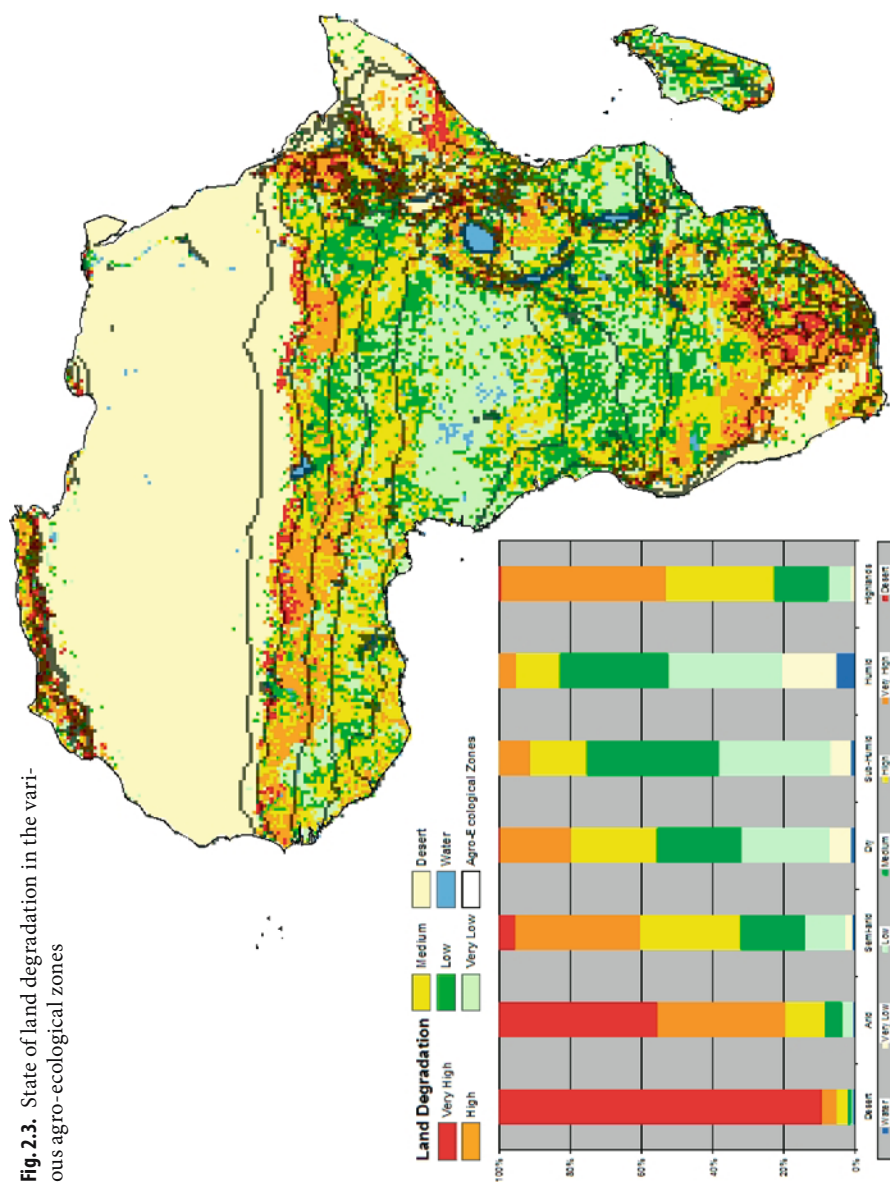 Fig. 2.3. State of land degradation in the vari-
ous agro-ecological zones
Land Degradation
Very High
High
Medium
Low
Very Low
Desert
Water
Agro-Ecological Zones
100%
80%
60%
40%
20%
0%
Desert
Arid
Semi-arid
Dry
Sub-Humid
Humid
Highlands
Water
Very Low
Low
Medium
High
Very High
Desert